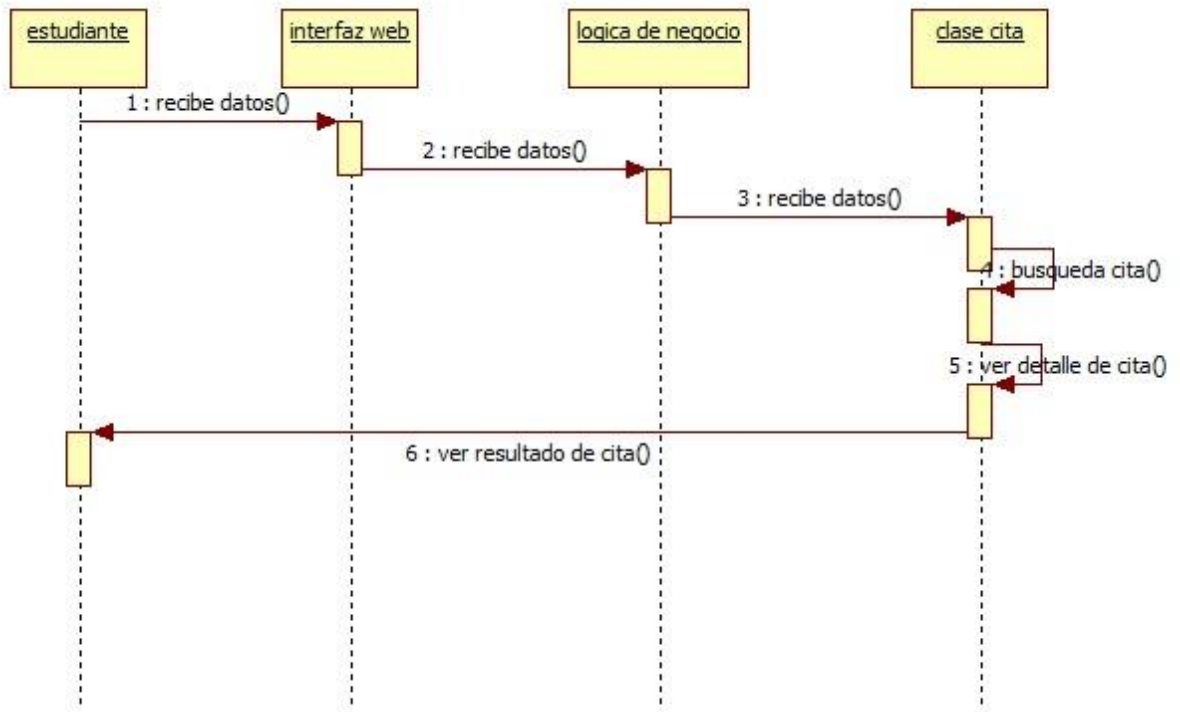 estudiante
interfaz web
logica de negocio
clase cita
1 : recibe datos()
2 : recibe datos()
3 : recibe datos()
4 : busqueda cita()
5 : ver detalle de cita()
6 : ver resultado de cita()